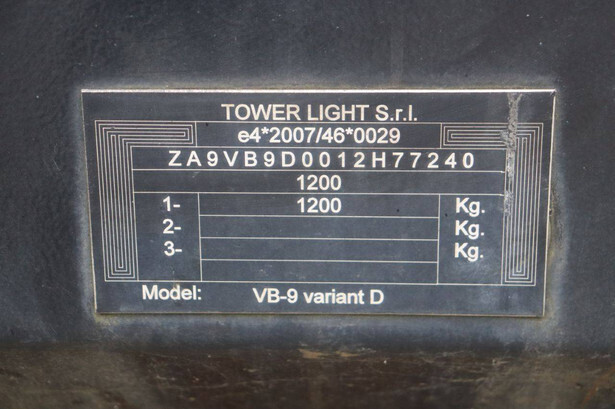 TOWER LIGHT S.r.l.
e4*2007/46*0029
ZA9VB9D0012H77240
1200
1- 1200 Kg.
2- Kg.
3- Kg.
Model: VB-9 variant D